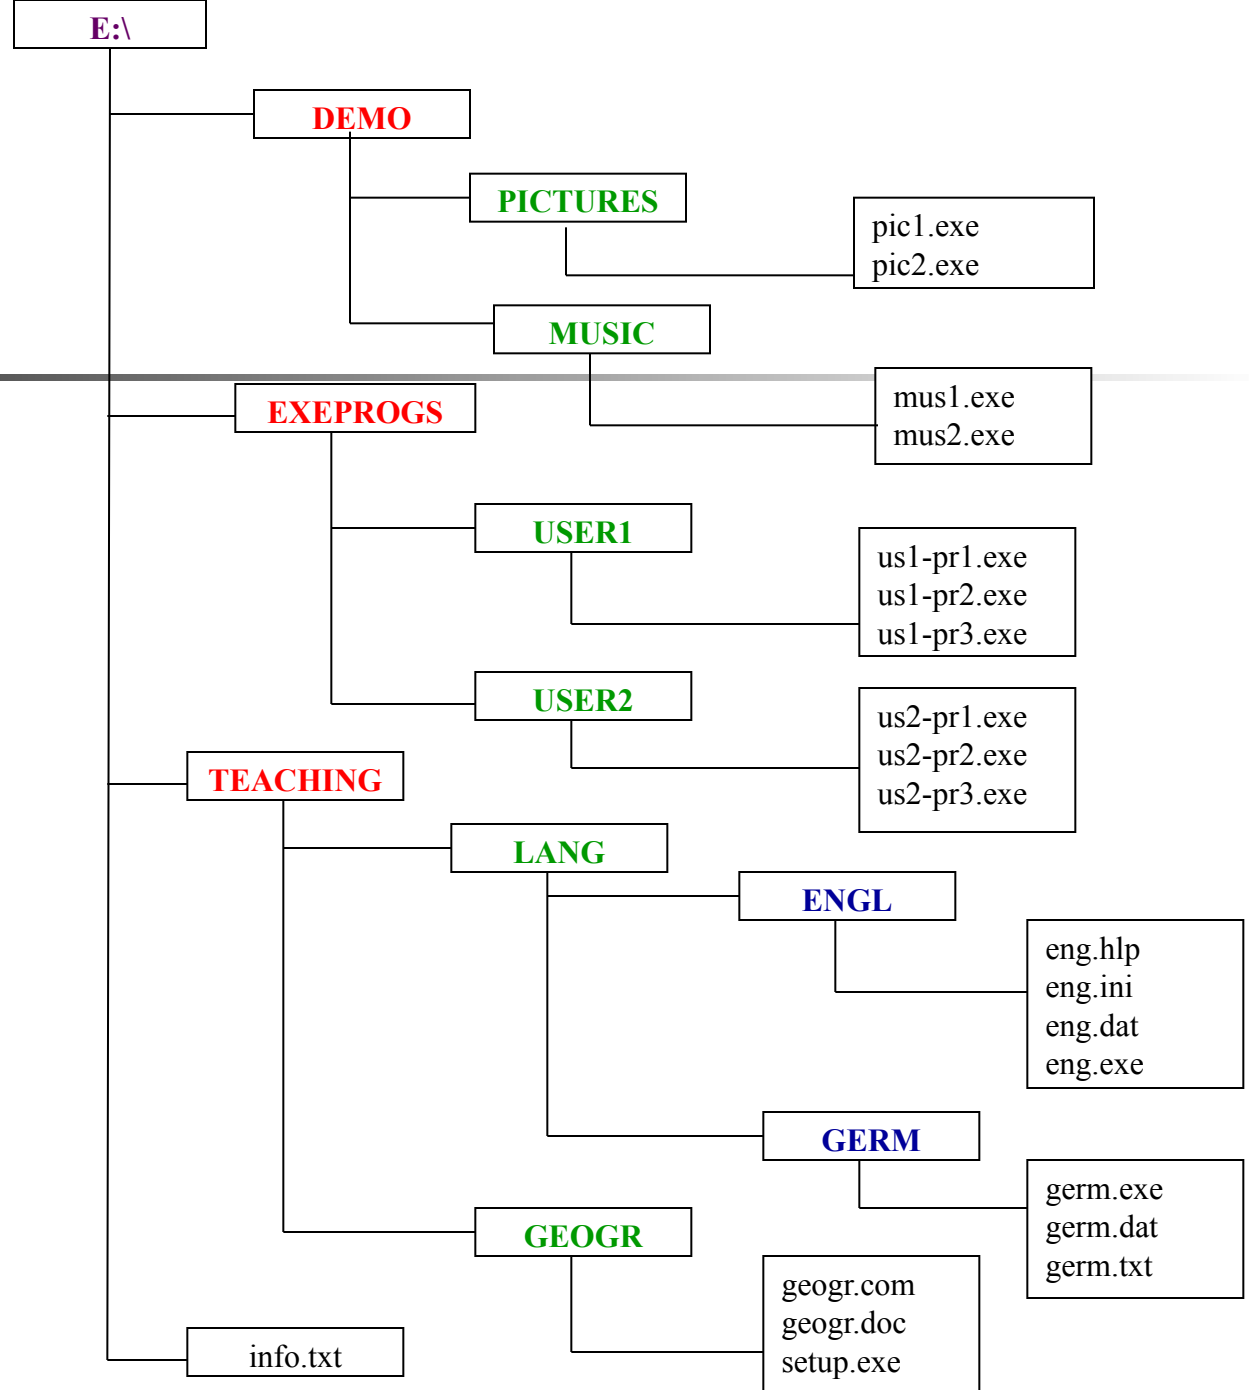 E:\
DEMO
PICTURES
pic1.exe
pic2.exe
MUSIC
mus1.exe
mus2.exe
EXEPROGS
USER1
us1-pr1.exe
us1-pr2.exe
us1-pr3.exe
USER2
us2-pr1.exe
us2-pr2.exe
us2-pr3.exe
TEACHING
LANG
ENGL
eng.hlp
eng.ini
eng.dat
eng.exe
GERM
germ.exe
germ.dat
germ.txt
GEOGR
geogr.com
geogr.doc
setup.exe
info.txt